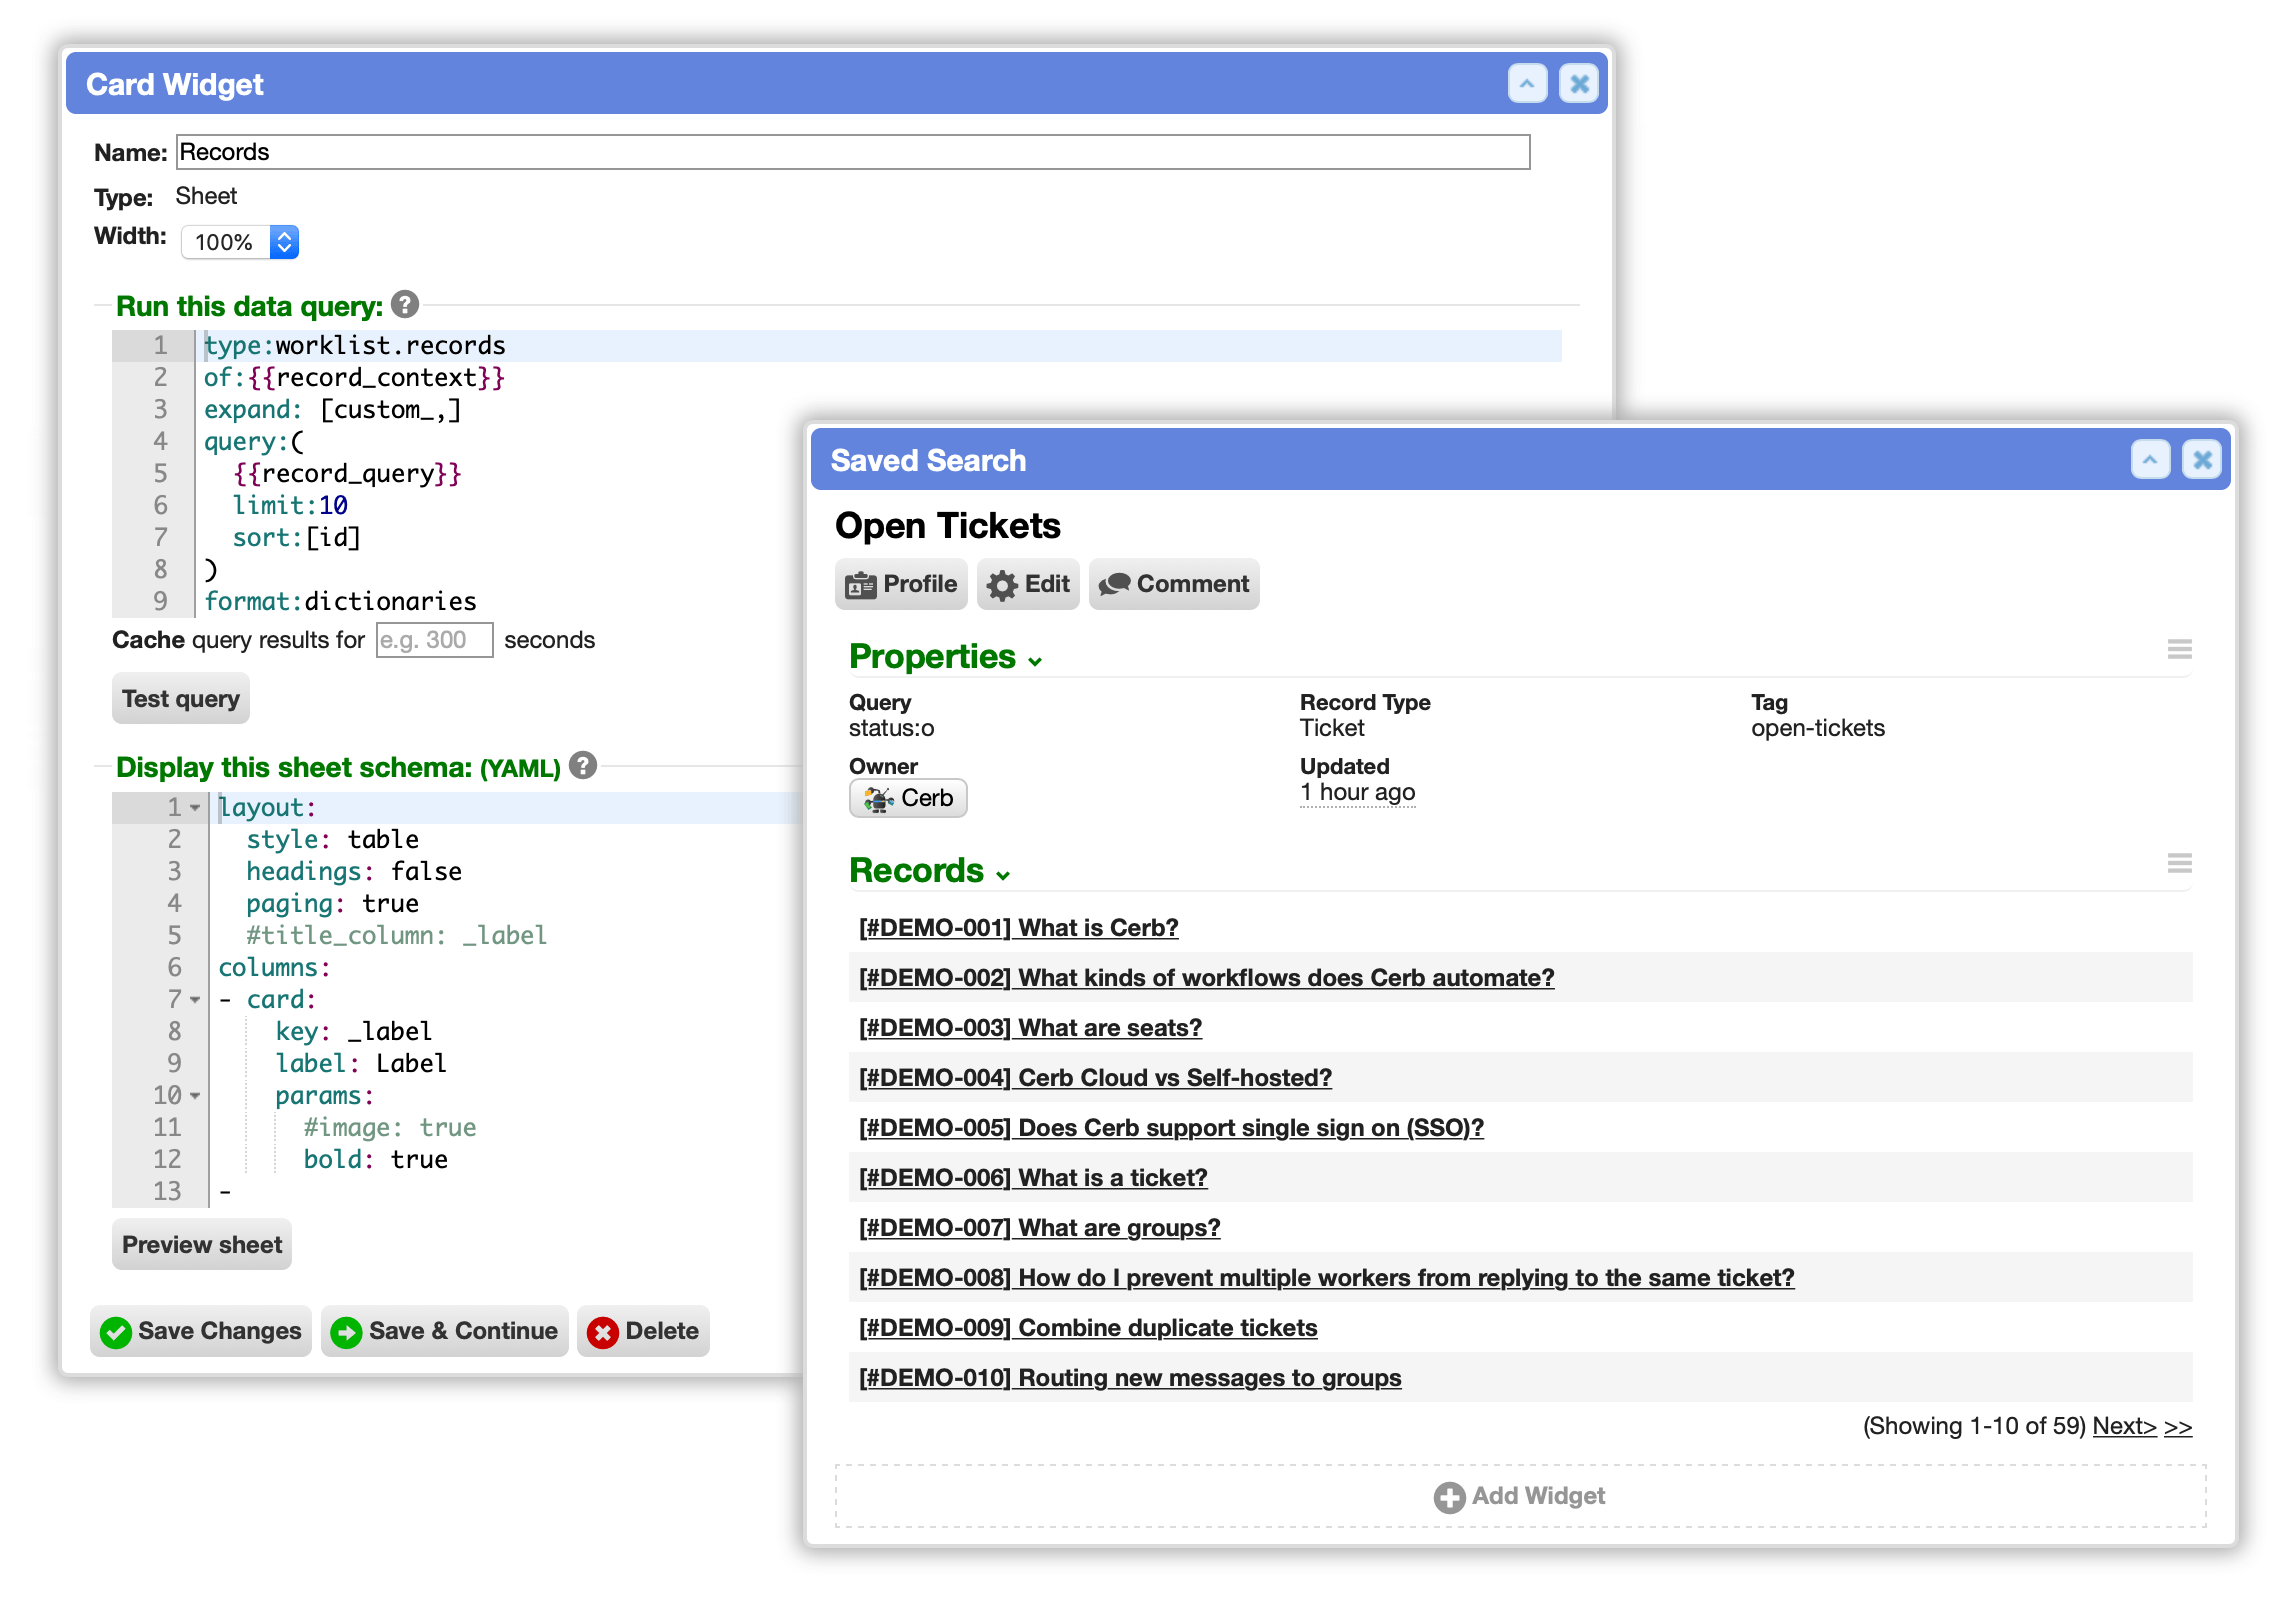 Card Widget
Name: Records
Type: Sheet
Width: 100%
Run this data query: ?
1 type:worklist.records
2 of:{{record_context}}
3 expand: [custom_,]
4 query:(
5   {{record_query}}
6   limit:10
7   sort:[id]
8 )
9 format:dictionaries
Cache query results for e.g. 300 seconds
Test query
Display this sheet schema: (YAML) ?
1 layout:
2   style: table
3   headings: false
4   paging: true
5   #title_column: _label
6 columns:
7 - card:
8     key: _label
9     label: Label
10     params:
11       #image: true
12       bold: true
13 -
Preview sheet
Save Changes Save & Continue Delete
Saved Search
Open Tickets
Profile Edit Comment
Properties
Query Record Type Tag
status:o Ticket open-tickets
Owner Updated
Cerb 1 hour ago
Records
[#DEMO-001] What is Cerb?
[#DEMO-002] What kinds of workflows does Cerb automate?
[#DEMO-003] What are seats?
[#DEMO-004] Cerb Cloud vs Self-hosted?
[#DEMO-005] Does Cerb support single sign on (SSO)?
[#DEMO-006] What is a ticket?
[#DEMO-007] What are groups?
[#DEMO-008] How do I prevent multiple workers from replying to the same ticket?
[#DEMO-009] Combine duplicate tickets
[#DEMO-010] Routing new messages to groups
(Showing 1-10 of 59) Next> >>
Add Widget